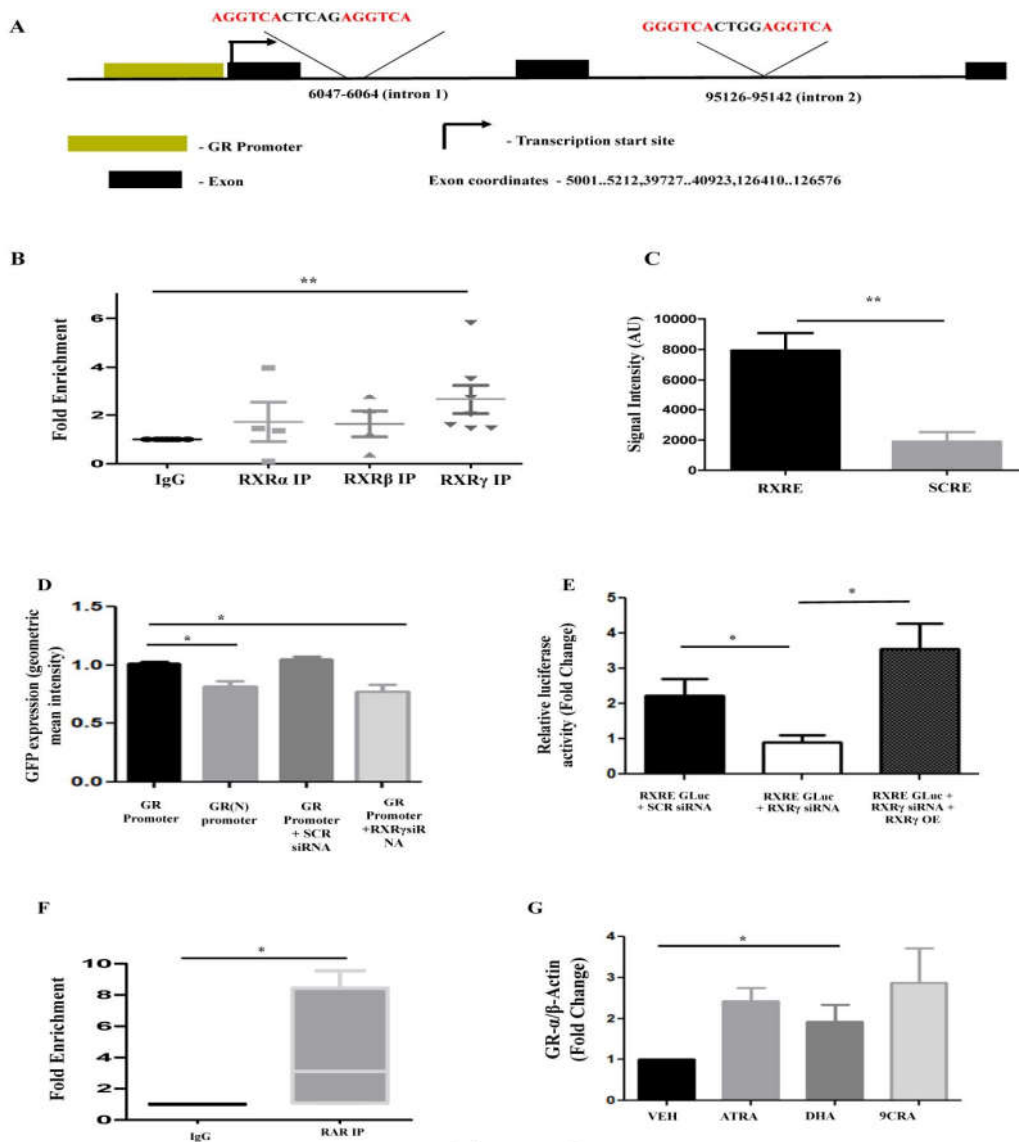 A
AGGTCACTCAGAGGTCA
GGGTCACTGGAGGTCA
6047-6064 (intron 1)
95126-95142 (intron 2)
- GR Promoter
- Transcription start site
- Exon
Exon coordinates - 5001..5212,39727..40923,126410..126576
B
**
Fold Enrichment
6
4
2
0
IgG
RXRα IP
RXRβ IP
RXRγ IP
C
**
Signal Intensity (AU)
10000
8000
6000
4000
2000
0
RXRE
SCRE
D
*
*
GFP expression (geometric
mean intensity)
1.5
1.0
0.5
0.0
GR
Promoter
GR(N)
promoter
GR
Promoter
+ SCR
siRNA
GR
Promoter
+RXRγsiR
NA
E
*
*
Relative luciferase
activity (Fold Change)
5
4
3
2
1
0
RXRE GLuc
+ SCR siRNA
RXRE GLuc
+ RXRγ siRNA
RXRE GLuc +
RXRγ siRNA +
RXRγ OE
F
*
Fold Enrichment
10
8
6
4
2
0
IgG
RAR IP
G
*
GR-α/β-Actin
(Fold Change)
4
3
2
1
0
VEH
ATRA
DHA
9CRA